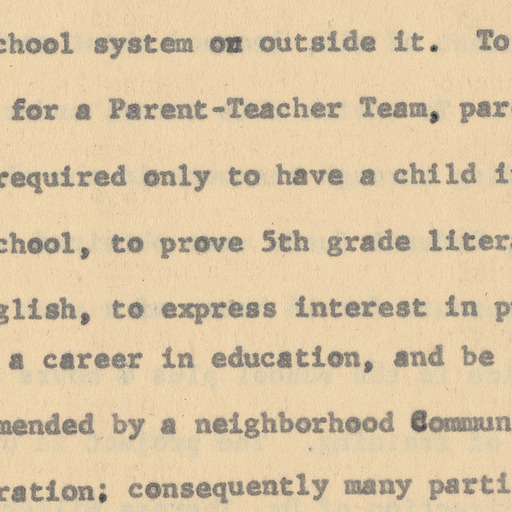 chool system on outside it. To
for a Parent-Teacher Team, par
required only to have a child i
chool, to prove 5th grade liter
glish, to express interest in p
a career in education, and be
mended by a neighborhood Commun
ration; consequently many parti